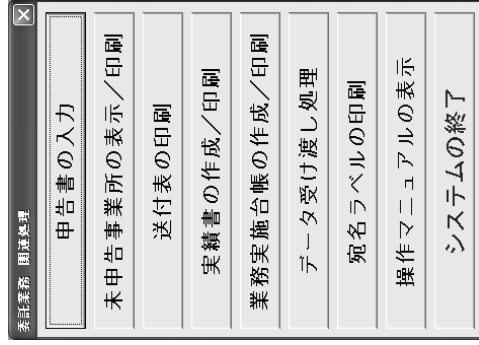 委託業務 関連処理
申告書の入力
未申告事業所の表示／印刷
送付表の印刷
実績書の作成／印刷
業務実施台帳の作成／印刷
データ受け渡し処理
宛名ラベルの印刷
操作マニュアルの表示
システムの終了